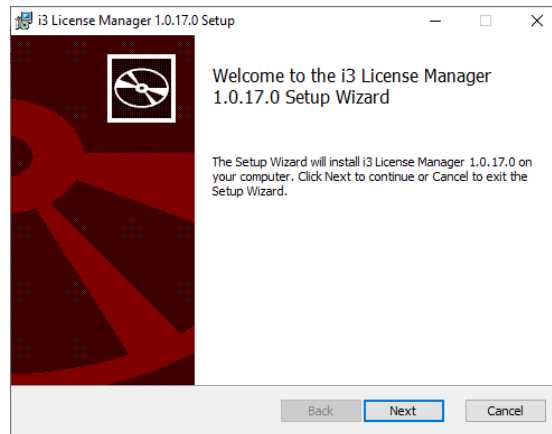 i3 License Manager 1.0.17.0 Setup
Welcome to the i3 License Manager
1.0.17.0 Setup Wizard
The Setup Wizard will install i3 License Manager 1.0.17.0 on
your computer. Click Next to continue or Cancel to exit the
Setup Wizard.
Back Next Cancel